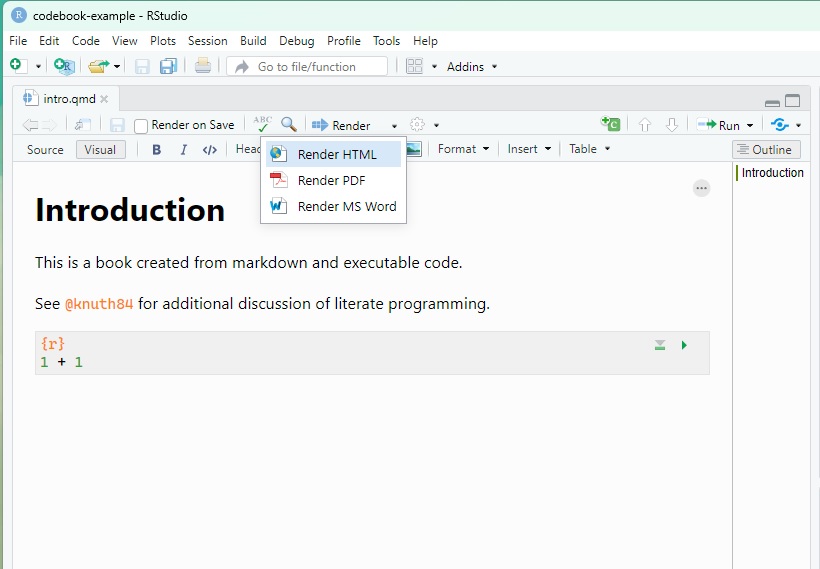 codebook-example - RStudio
File Edit Code View Plots Session Build Debug Profile Tools Help
Go to file/function Addins
intro.qmd
Render on Save ABC Render Run
Source Visual B I </> Head Format Insert Table Outline
Render HTML
Render PDF
Render MS Word
Introduction
Introduction
This is a book created from markdown and executable code.
See @knuth84 for additional discussion of literate programming.
{r}
1 + 1